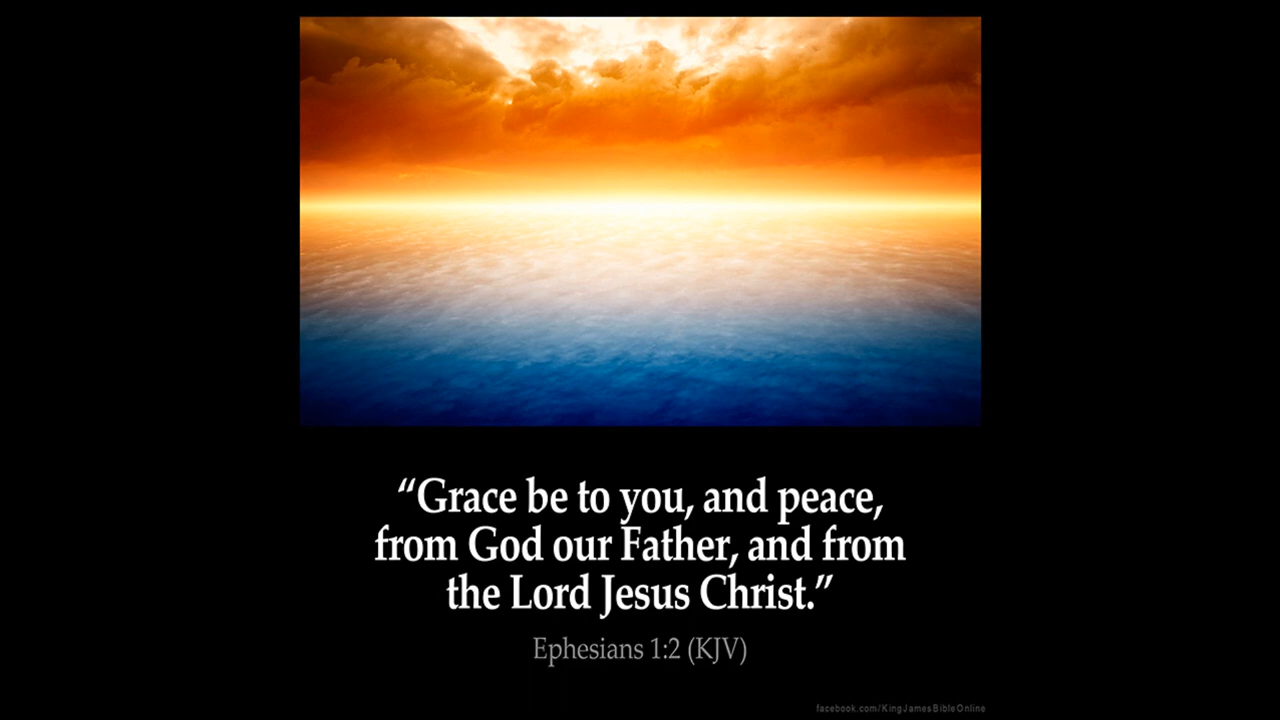 “Grace be to you, and peace,
from God our Father, and from
the Lord Jesus Christ.”
Ephesians 1:2 (KJV)
facebook.com/KingJamesBibleOnline